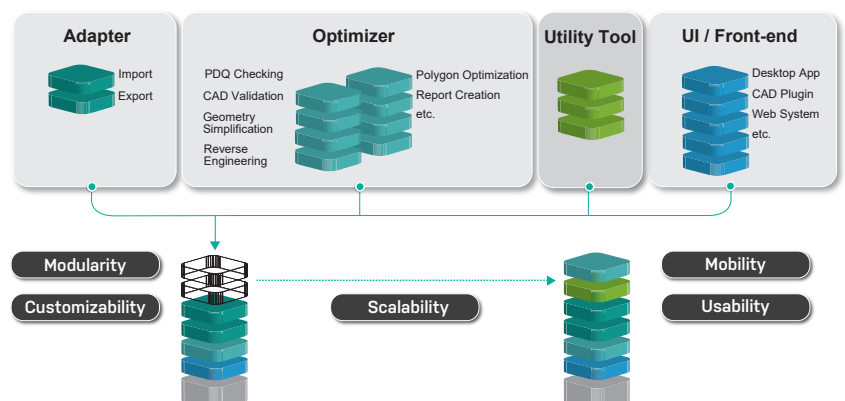 Adapter
Import
Export
Optimizer
PDQ Checking
CAD Validation
Geometry
Simplification
Reverse
Engineering
Polygon Optimization
Report Creation
etc.
Utility Tool
UI / Front-end
Desktop App
CAD Plugin
Web System
etc.
Modularity
Customizability
Scalability
Mobility
Usability